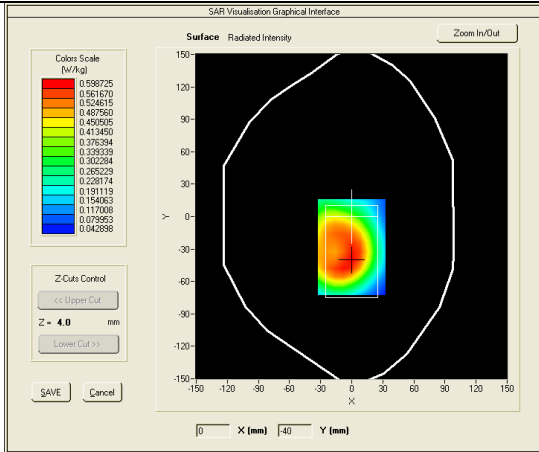 SAR Visualisation Graphical Interface
Surface Radiated Intensity
Zoom In/Out
Colors Scale
(W/kg)
0.598725
0.561670
0.524615
0.487560
0.450505
0.413450
0.376394
0.339339
0.302284
0.265229
0.228174
0.191119
0.154063
0.117008
0.079953
0.042898
Z-Cuts Control
<< Upper Cut
Z = 4.0 mm
Lower Cut >>
SAVE Cancel
150
120
90
60
30
0
-30
-60
-90
-120
-150
Y
-150 -120 -90 -60 -30 0 30 60 90 120 150
X
0 X (mm) -40 Y (mm)